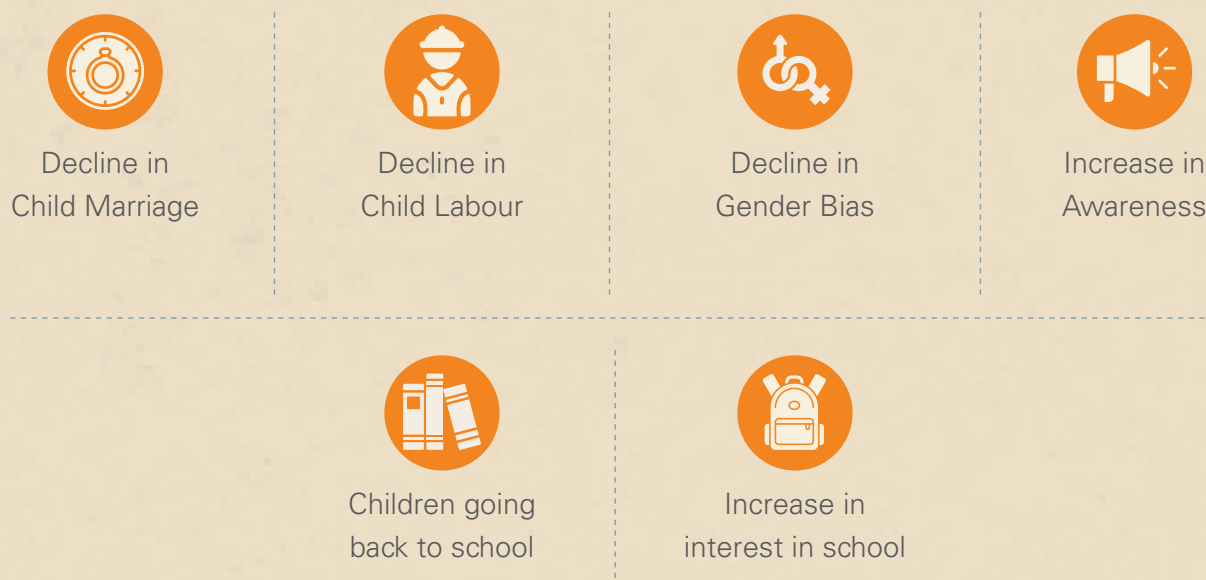 Decline in
Child Marriage
Decline in
Child Labour
Decline in
Gender Bias
Increase in
Awareness
Children going
back to school
Increase in
interest in school